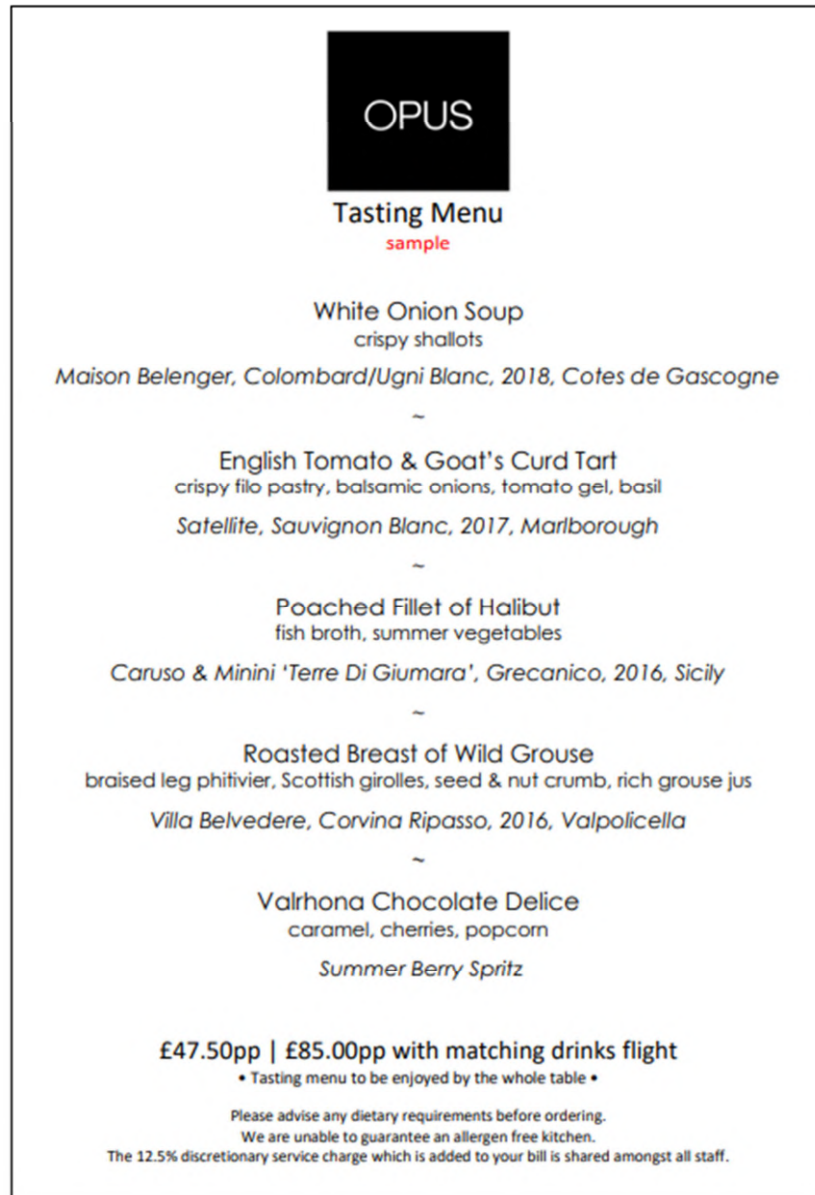 OPUS
Tasting Menu
sample
White Onion Soup
crispy shallots
Maison Belenger, Colombard/Ugni Blanc, 2018, Cotes de Gascogne
~
English Tomato & Goat's Curd Tart
crispy filo pastry, balsamic onions, tomato gel, basil
Satellite, Sauvignon Blanc, 2017, Marlborough
~
Poached Fillet of Halibut
fish broth, summer vegetables
Caruso & Minini 'Terre Di Giumara', Grecanico, 2016, Sicily
~
Roasted Breast of Wild Grouse
braised leg phitivier, Scottish girolles, seed & nut crumb, rich grouse jus
Villa Belvedere, Corvina Ripasso, 2016, Valpolicella
~
Valrhona Chocolate Delice
caramel, cherries, popcorn
Summer Berry Spritz
£47.50pp | £85.00pp with matching drinks flight
• Tasting menu to be enjoyed by the whole table •
Please advise any dietary requirements before ordering.
We are unable to guarantee an allergen free kitchen.
The 12.5% discretionary service charge which is added to your bill is shared amongst all staff.